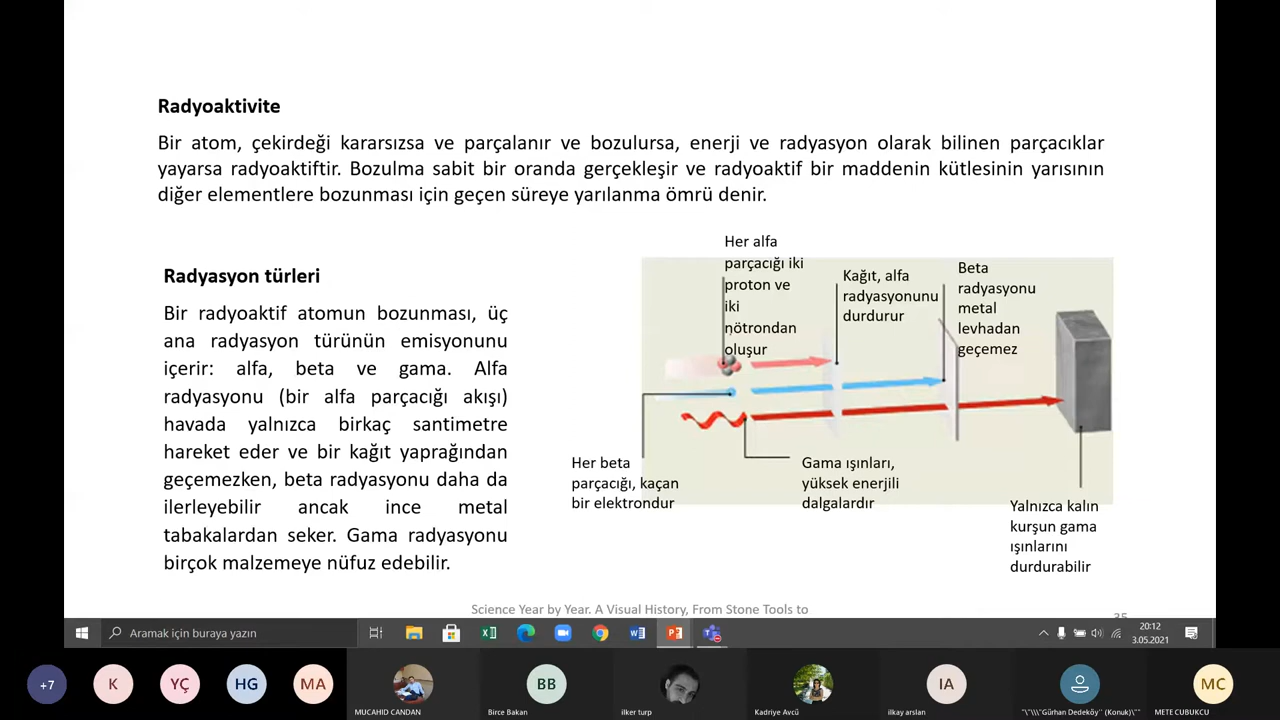 Radyoaktivite
Bir atom, çekirdeği kararsızsa ve parçalanır ve bozulursa, enerji ve radyasyon olarak bilinen parçacıklar
yayarsa radyoaktiftir. Bozulma sabit bir oranda gerçekleşir ve radyoaktif bir maddenin kütlesinin yarısının
diğer elementlere bozunması için geçen süreye yarılanma ömrü denir.
Radyasyon türleri
Bir radyoaktif atomun bozunması, üç
ana radyasyon türünün emisyonunu
içerir: alfa, beta ve gama. Alfa
radyasyonu (bir alfa parçacığı akışı)
havada yalnızca birkaç santimetre
hareket eder ve bir kağıt yaprağından
geçemezken, beta radyasyonu daha da
ilerleyebilir ancak ince metal
tabakalardan seker. Gama radyasyonu
birçok malzemeye nüfuz edebilir.
Her alfa
parçacığı iki
proton ve
iki
nötrondan
oluşur
Kağıt, alfa
radyasyonunu
durdurur
Beta
radyasyonu
metal
levhadan
geçemez
Her beta
parçacığı, kaçan
bir elektrondur
Gama ışınları,
yüksek enerjili
dalgalardır
Yalnızca kalın
kurşun gama
ışınlarını
durdurabilir
Science Year by Year. A Visual History, From Stone Tools to
35
Aramak için buraya yazın
20:12
3.05.2021
+7
K
YÇ
HG
MA
MUCAHID CANDAN
BB
Birce Bakan
ilker turp
Kadriye Avcü
IA
ilkay arslan
"\"\\\"Gürhan Dedeköy" (Konuk)\""
MC
METE CUBUKCU